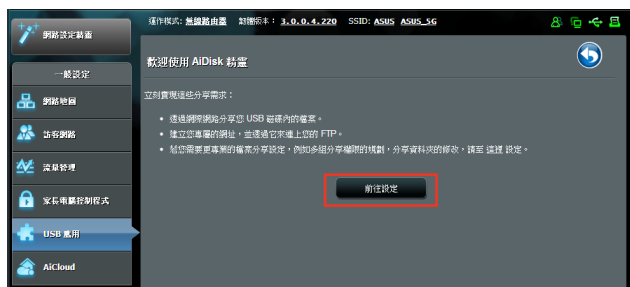 網路設定精靈
運作模式: 無線路由器 韌體版本: 3.0.0.4.220 SSID: ASUS ASUS_5G
一般設定
網路地圖
訪客網路
流量管理
家長電腦控制程式
USB 應用
AiCloud
歡迎使用 AiDisk 精靈
立刻實現這些分享需求：
• 透過網際網路分享您 USB 磁碟內的檔案。
• 建立您專屬的網址，並透過它來連上您的 FTP。
• 若您需要更專業的檔案分享設定，例如多組分享權限的規劃，分享資料夾的修改，請至 這裡 設定。
前往設定